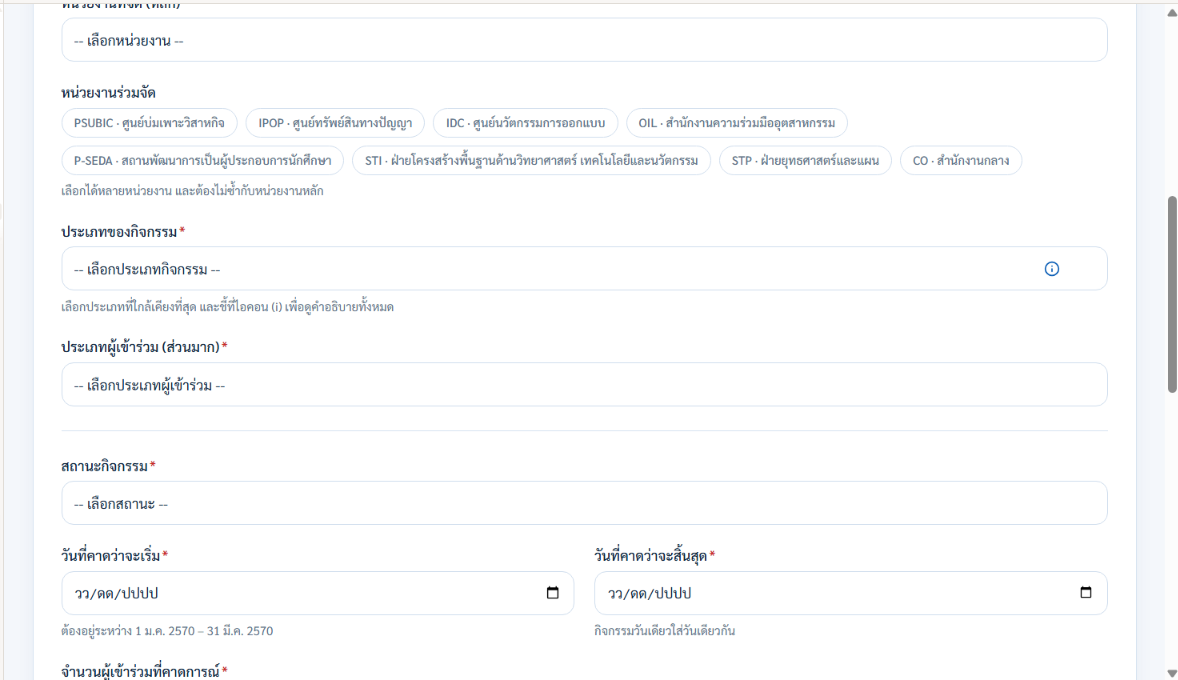 หน่วยงานที่จัด (หลัก)
-- เลือกหน่วยงาน --
หน่วยงานร่วมจัด
PSUBIC · ศูนย์บ่มเพาะวิสาหกิจ IPOP · ศูนย์ทรัพย์สินทางปัญญา IDC · ศูนย์นวัตกรรมการออกแบบ OIL · สำนักงานความร่วมมืออุตสาหกรรม
P-SEDA · สถานพัฒนาการเป็นผู้ประกอบการนักศึกษา STI · ฝ่ายโครงสร้างพื้นฐานด้านวิทยาศาสตร์ เทคโนโลยีและนวัตกรรม STP · ฝ่ายยุทธศาสตร์และแผน CO · สำนักงานกลาง
เลือกได้หลายหน่วยงาน และต้องไม่ซ้ำกับหน่วยงานหลัก
ประเภทของกิจกรรม*
-- เลือกประเภทกิจกรรม --
เลือกประเภทที่ใกล้เคียงที่สุด และชี้ที่ไอคอน (i) เพื่อดูคำอธิบายทั้งหมด
ประเภทผู้เข้าร่วม (ส่วนมาก)*
-- เลือกประเภทผู้เข้าร่วม --
สถานะกิจกรรม*
-- เลือกสถานะ --
วันที่คาดว่าจะเริ่ม* วันที่คาดว่าจะสิ้นสุด*
วว/ดด/ปปปป วว/ดด/ปปปป
ต้องอยู่ระหว่าง 1 ม.ค. 2570 – 31 มี.ค. 2570 กิจกรรมวันเดียวใส่วันเดียวกัน
จำนวนผู้เข้าร่วมที่คาดการณ์*